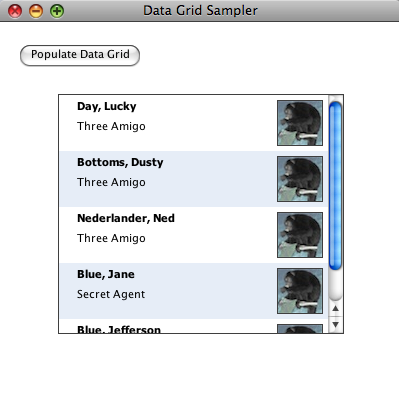 Data Grid Sampler
Populate Data Grid
Day, Lucky
Three Amigo
Bottoms, Dusty
Three Amigo
Nederlander, Ned
Three Amigo
Blue, Jane
Secret Agent
Blue, Jefferson